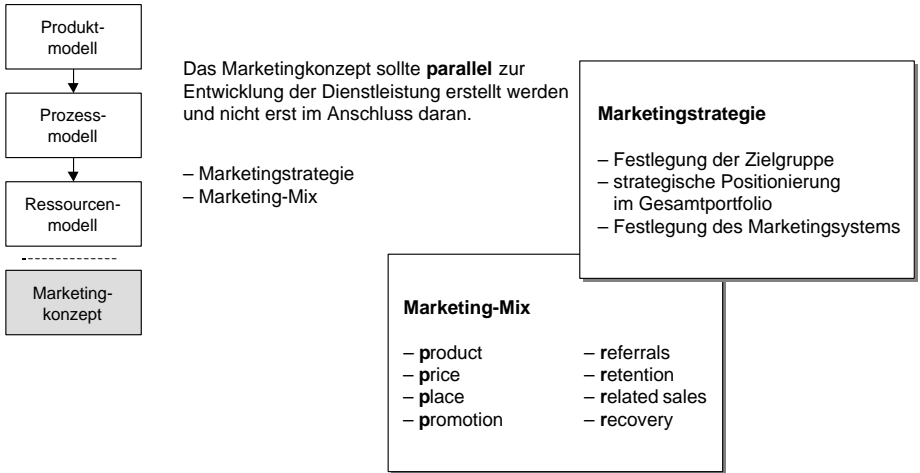 Produkt-
modell
Prozess-
modell
Ressourcen-
modell
Marketing-
konzept
Das Marketingkonzept sollte parallel zur
Entwicklung der Dienstleistung erstellt werden
und nicht erst im Anschluss daran.
– Marketingstrategie
– Marketing-Mix
Marketingstrategie
– Festlegung der Zielgruppe
– strategische Positionierung
im Gesamtportfolio
– Festlegung des Marketingsystems
Marketing-Mix
– product
– price
– place
– promotion
– referrals
– retention
– related sales
– recovery